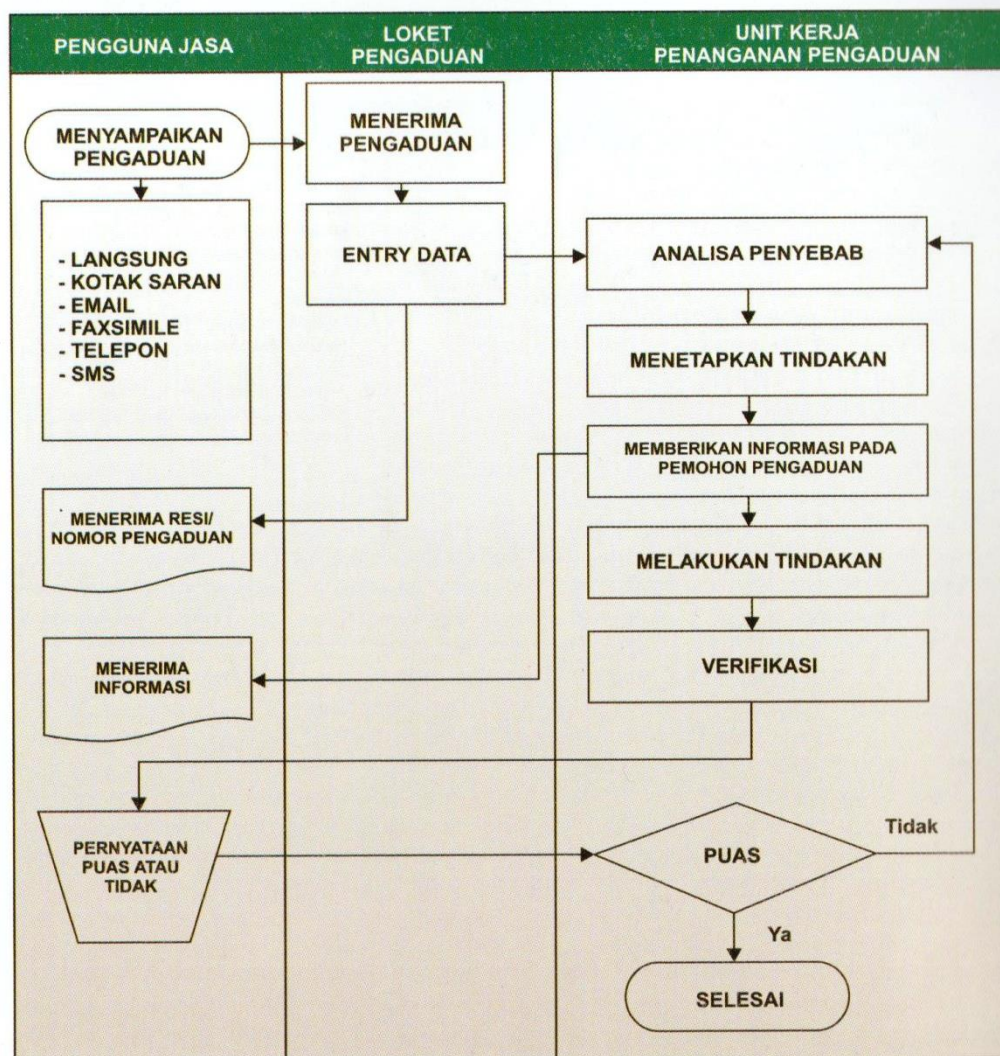 PENGGUNA JASA
LOKET
PENGADUAN
UNIT KERJA
PENANGANAN PENGADUAN
MENYAMPAIKAN
PENGADUAN
MENERIMA
PENGADUAN
- LANGSUNG
- KOTAK SARAN
- EMAIL
- FAXSIMILE
- TELEPON
- SMS
ENTRY DATA
ANALISA PENYEBAB
MENETAPKAN TINDAKAN
MEMBERIKAN INFORMASI PADA
PEMOHON PENGADUAN
MENERIMA RESI/
NOMOR PENGADUAN
MELAKUKAN TINDAKAN
MENERIMA
INFORMASI
VERIFIKASI
PERNYATAAN
PUAS ATAU
TIDAK
PUAS
Tidak
Ya
SELESAI